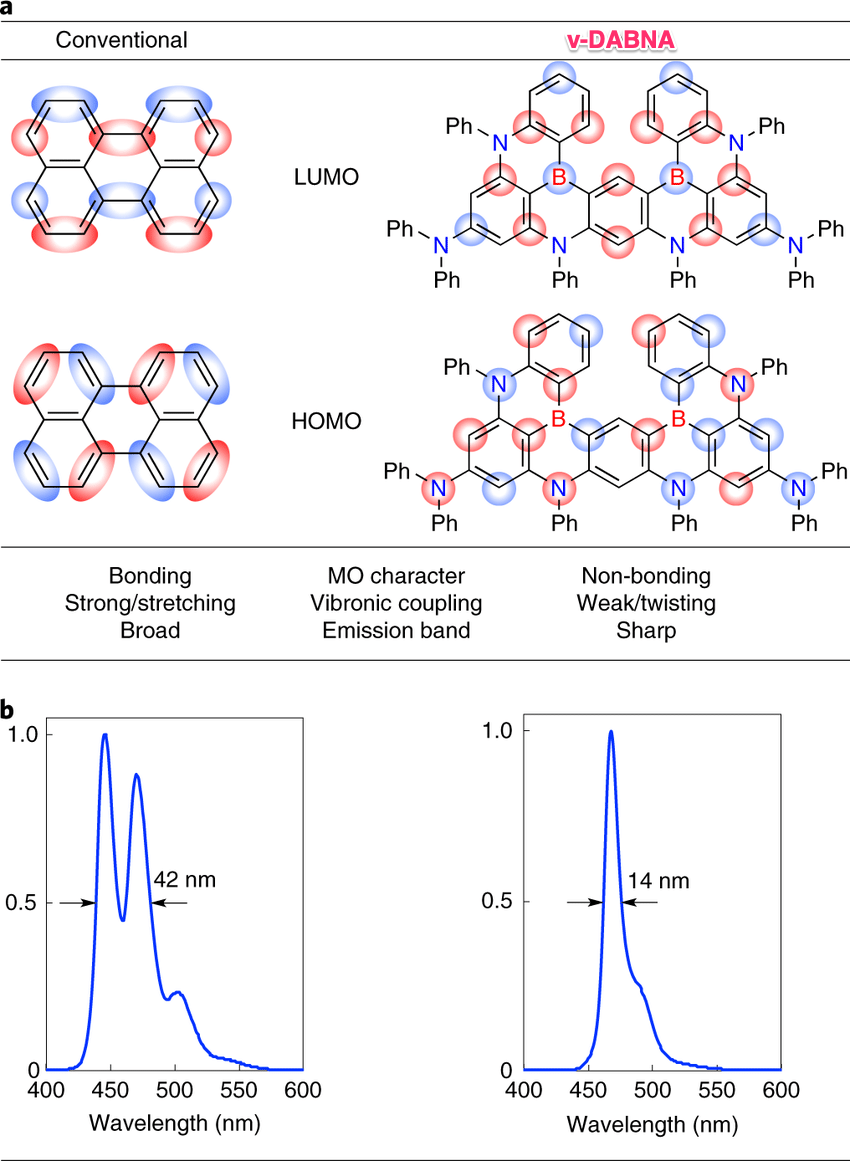 a
Conventional
ν-DABNA
LUMO
Ph
N
B
B
N
Ph
Ph
N
Ph
N
Ph
N
Ph
Ph
N
Ph
HOMO
Ph
N
B
B
N
Ph
Ph
N
Ph
N
Ph
N
Ph
Ph
N
Ph
Bonding MO character Non-bonding
Strong/stretching Vibronic coupling Weak/twisting
Broad Emission band Sharp
b
1.0
0.5
0
42 nm
400 450 500 550 600
Wavelength (nm)
1.0
0.5
0
14 nm
400 450 500 550 600
Wavelength (nm)